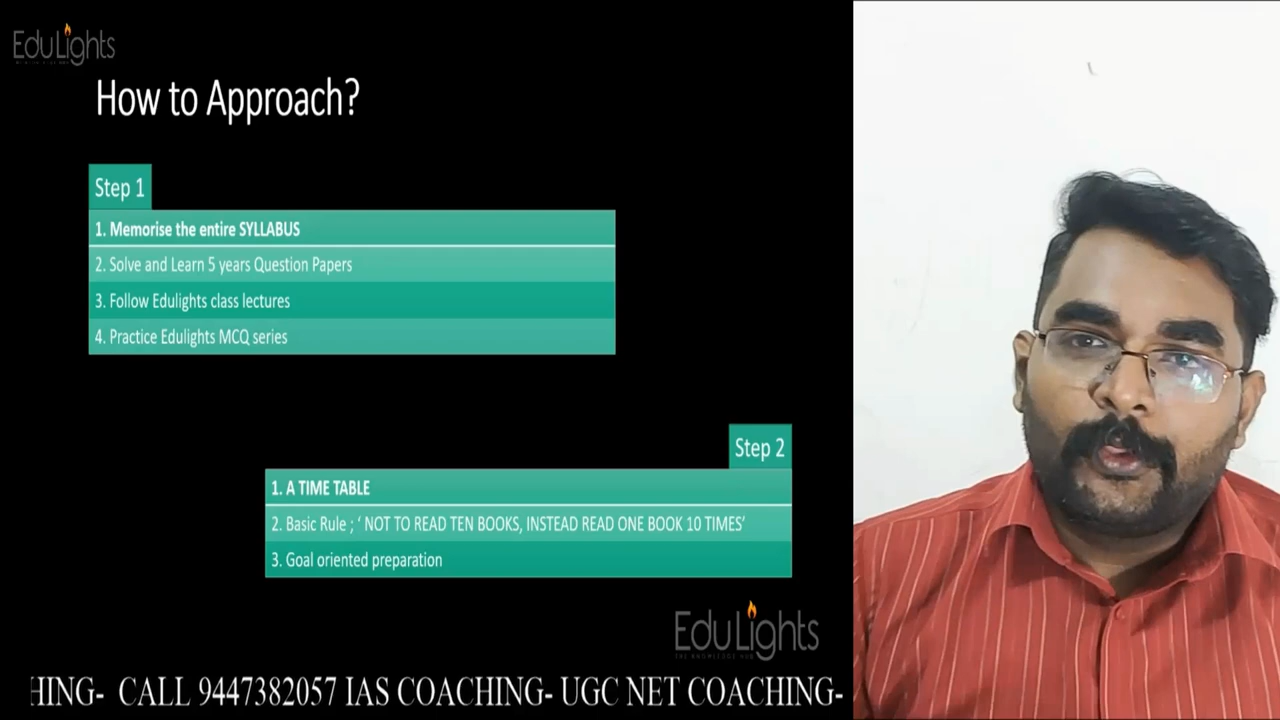 EduLights
How to Approach?
Step 1
1. Memorise the entire SYLLABUS
2. Solve and Learn 5 years Question Papers
3. Follow Edulights class lectures
4. Practice Edulights MCQ series
Step 2
1. A TIME TABLE
2. Basic Rule ; ‘ NOT TO READ TEN BOOKS, INSTEAD READ ONE BOOK 10 TIMES’
3. Goal oriented preparation
EduLights
THE KNOWLEDGE HUB
HING- CALL 9447382057 IAS COACHING- UGC NET COACHING-